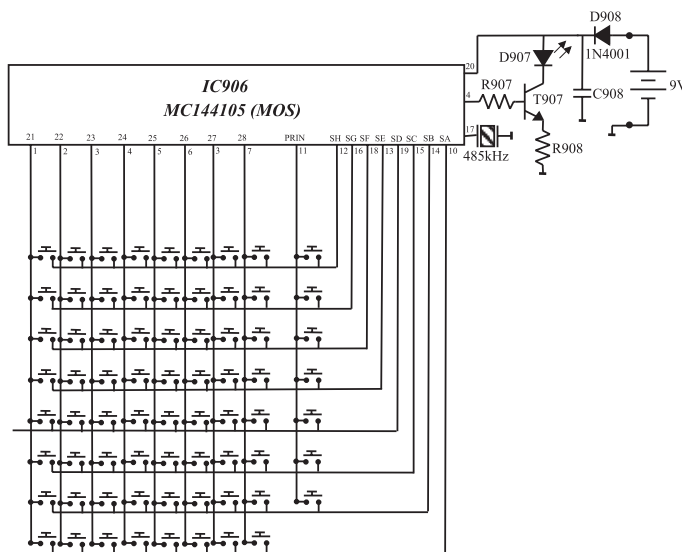 D908
D907
1N4001
IC906
MC144105 (MOS)
20
R907
T907
C908
9V
4
17
485kHz
R908
21 22 23 24 25 26 27 28 PRIN SH SG SF SE SD SC SB SA
1 2 3 4 5 6 3 7 11 12 16 18 13 19 15 14 10